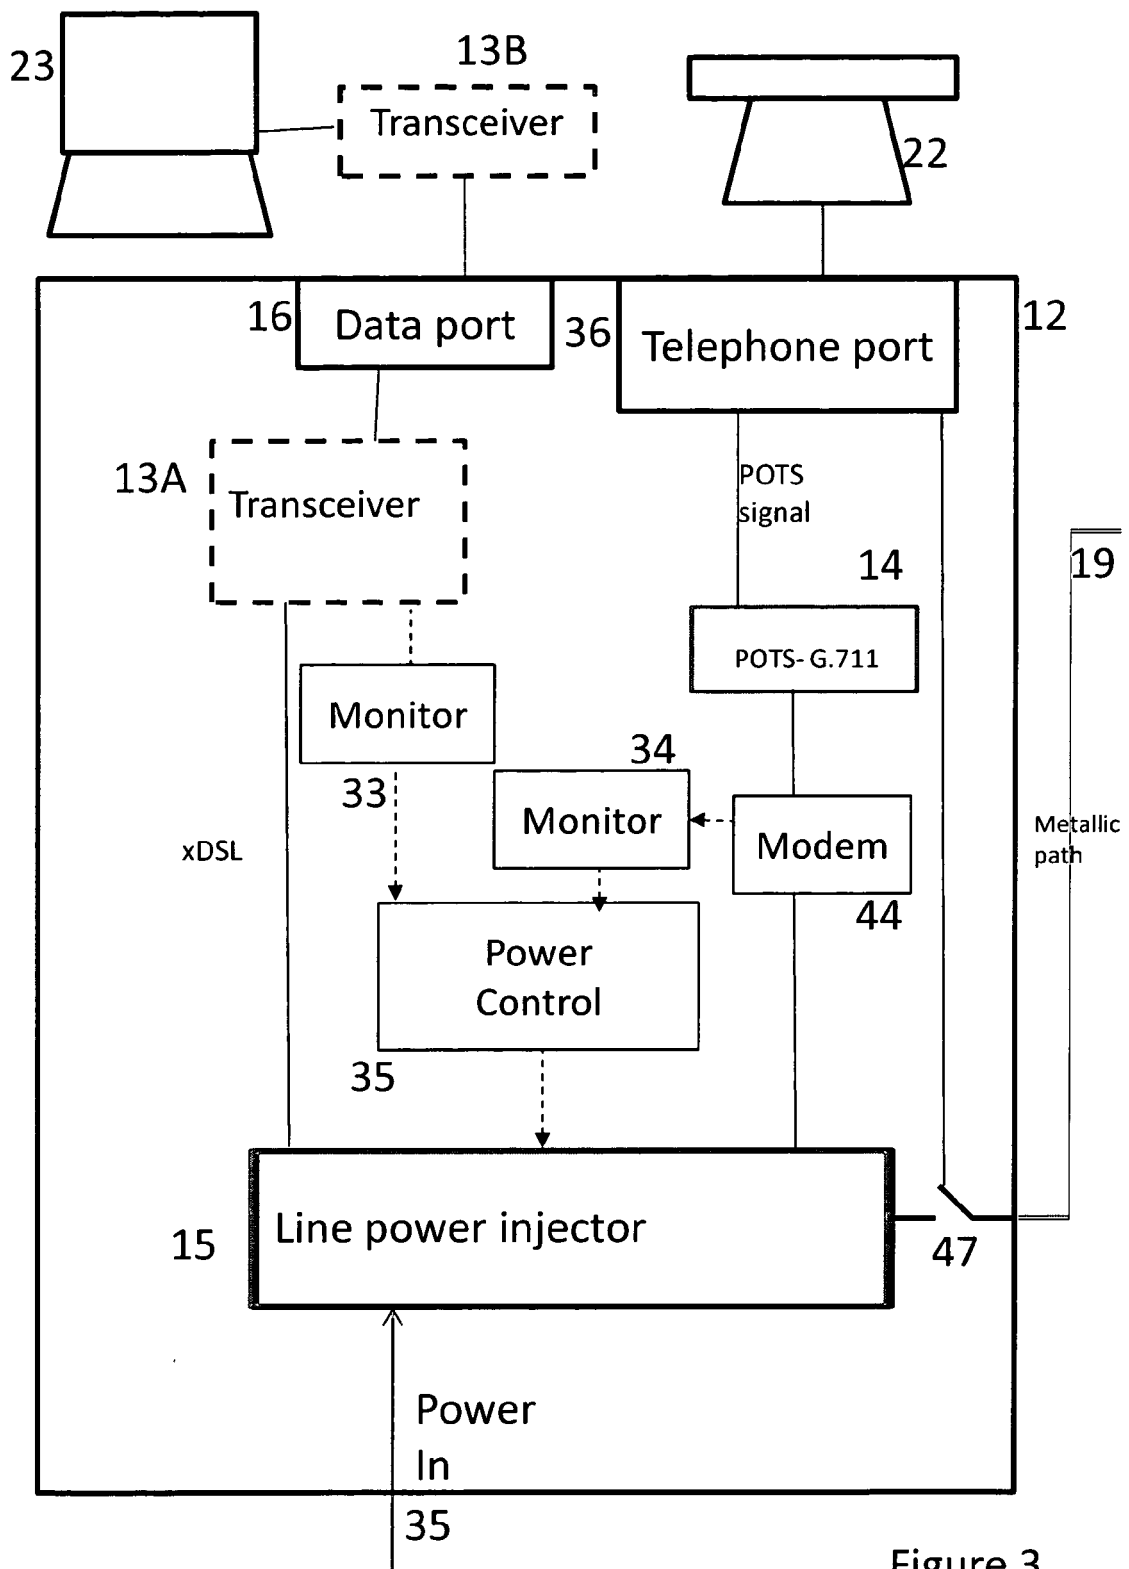 13B
23
Transceiver
22
16
Data port
36
Telephone port
12
13A
Transceiver
POTS
signal
14
19
POTS- G.711
Monitor
34
33
Monitor
Modem
Metallic
path
xDSL
44
Power
Control
35
15
Line power injector
47
Power
In
35
Figure 3